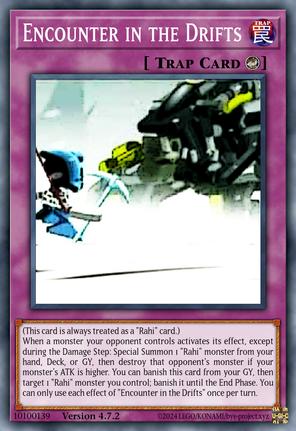 ENCOUNTER IN THE DRIFTS
TRAP
罠
[ TRAP CARD ]
(This card is always treated as a "Rahi" card.)
When a monster your opponent controls activates its effect, except
during the Damage Step: Special Summon 1 "Rahi" monster from your
hand, Deck, or GY, then destroy that opponent's monster if your
monster's ATK is higher. You can banish this card from your GY, then
target 1 "Rahi" monster you control; banish it until the End Phase. You
can only use each effect of "Encounter in the Drifts" once per turn.
10100139
Version 4.7.2
©2024 LEGO/KONAMI/bye-project.xyz